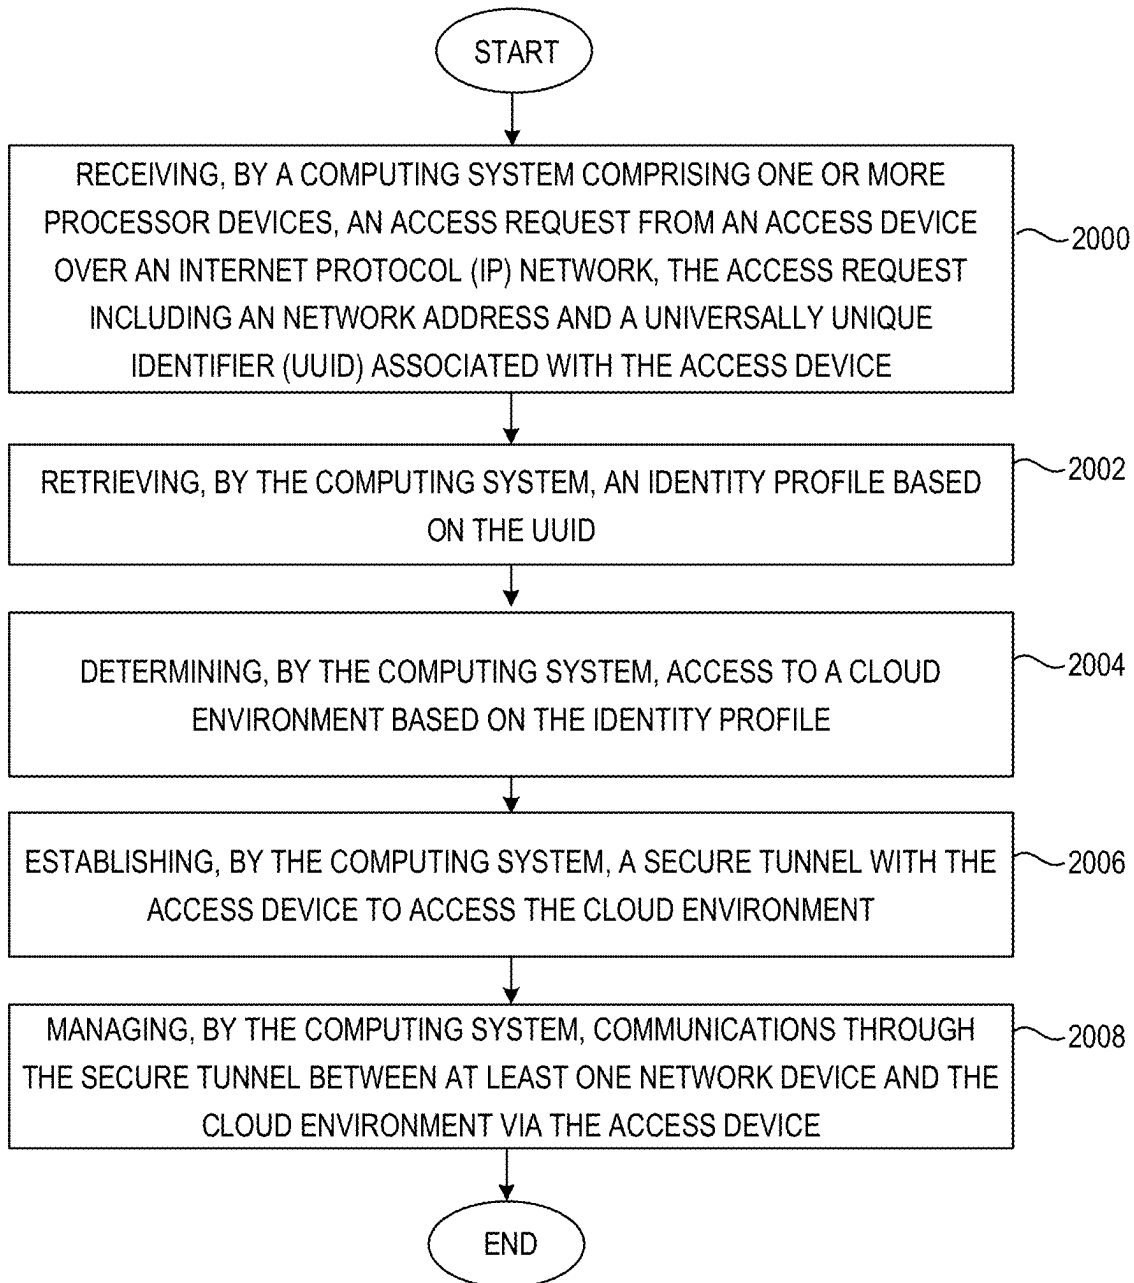 START
RECEIVING, BY A COMPUTING SYSTEM COMPRISING ONE OR MORE
PROCESSOR DEVICES, AN ACCESS REQUEST FROM AN ACCESS DEVICE
OVER AN INTERNET PROTOCOL (IP) NETWORK, THE ACCESS REQUEST
INCLUDING AN NETWORK ADDRESS AND A UNIVERSALLY UNIQUE
IDENTIFIER (UUID) ASSOCIATED WITH THE ACCESS DEVICE
2000
RETRIEVING, BY THE COMPUTING SYSTEM, AN IDENTITY PROFILE BASED
ON THE UUID
2002
DETERMINING, BY THE COMPUTING SYSTEM, ACCESS TO A CLOUD
ENVIRONMENT BASED ON THE IDENTITY PROFILE
2004
ESTABLISHING, BY THE COMPUTING SYSTEM, A SECURE TUNNEL WITH THE
ACCESS DEVICE TO ACCESS THE CLOUD ENVIRONMENT
2006
MANAGING, BY THE COMPUTING SYSTEM, COMMUNICATIONS THROUGH
THE SECURE TUNNEL BETWEEN AT LEAST ONE NETWORK DEVICE AND THE
CLOUD ENVIRONMENT VIA THE ACCESS DEVICE
2008
END